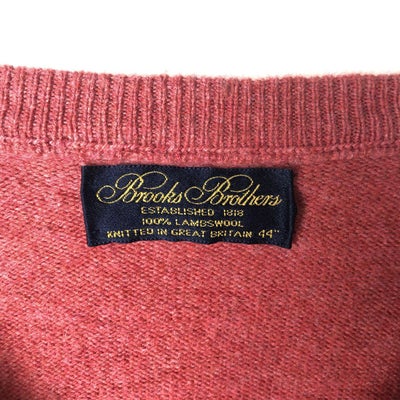 Brooks Brothers
ESTABLISHED 1818
100% LAMBSWOOL
KNITTED IN GREAT BRITAIN 44"